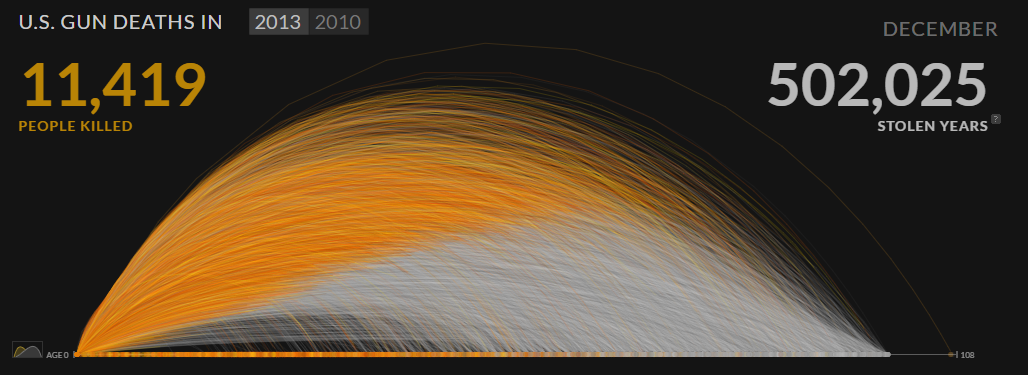 U.S. GUN DEATHS IN 2013 2010
DECEMBER
11,419
PEOPLE KILLED
502,025
STOLEN YEARS ?
AGE 0
108